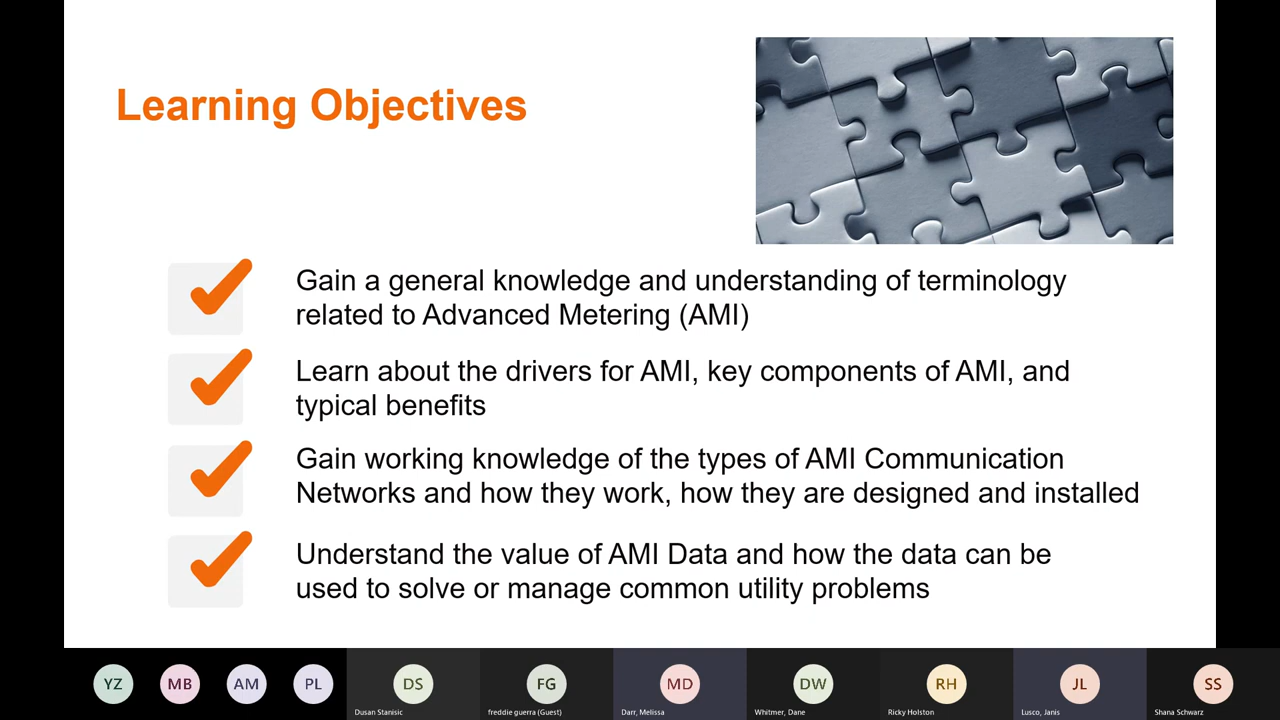 Learning Objectives
Gain a general knowledge and understanding of terminology
related to Advanced Metering (AMI)
Learn about the drivers for AMI, key components of AMI, and
typical benefits
Gain working knowledge of the types of AMI Communication
Networks and how they work, how they are designed and installed
Understand the value of AMI Data and how the data can be
used to solve or manage common utility problems
YZ MB AM PL DS FG MD DW RH JL SS
Dusan Stanisic freddie guerra (Guest) Darr, Melissa Whitmer, Dane Ricky Holston Lusco, Janis Shana Schwarz